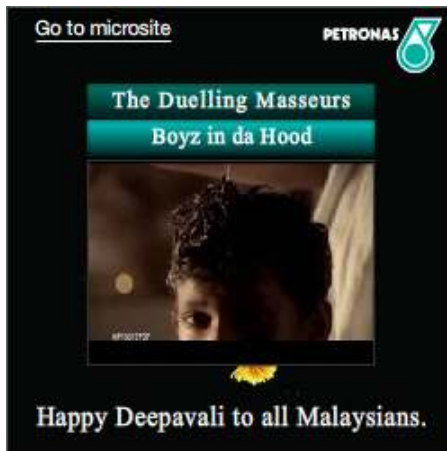 Go to microsite
PETRONAS
The Duelling Masseurs
Boyz in da Hood
Happy Deepavali to all Malaysians.